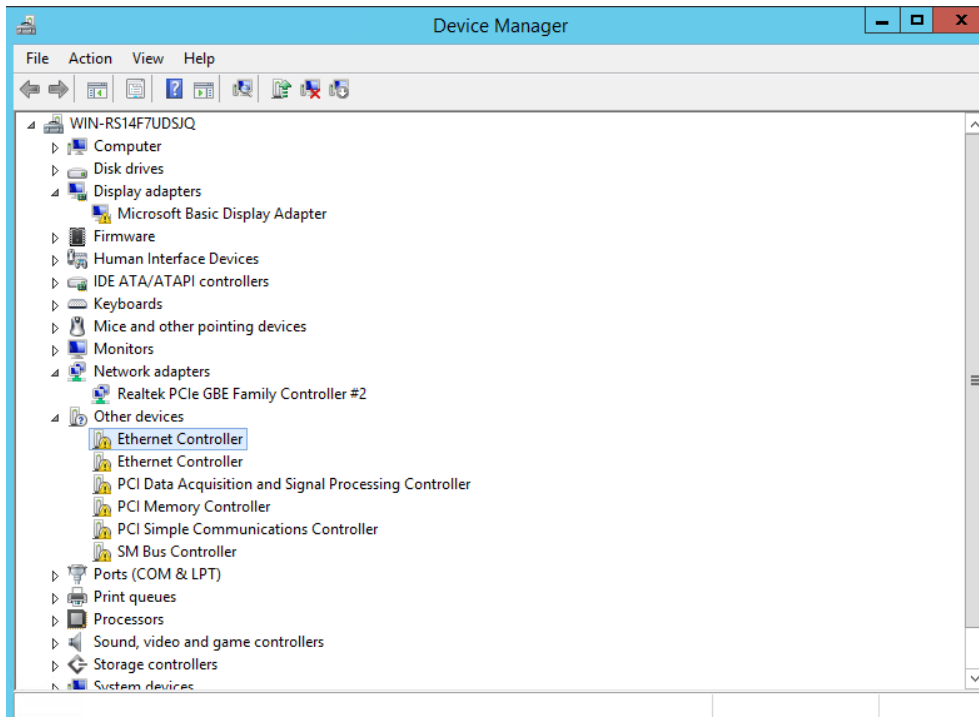 Device Manager
File Action View Help
WIN-RS14F7UDSJQ
Computer
Disk drives
Display adapters
Microsoft Basic Display Adapter
Firmware
Human Interface Devices
IDE ATA/ATAPI controllers
Keyboards
Mice and other pointing devices
Monitors
Network adapters
Realtek PCIe GBE Family Controller #2
Other devices
Ethernet Controller
Ethernet Controller
PCI Data Acquisition and Signal Processing Controller
PCI Memory Controller
PCI Simple Communications Controller
SM Bus Controller
Ports (COM & LPT)
Print queues
Processors
Sound, video and game controllers
Storage controllers
System devices